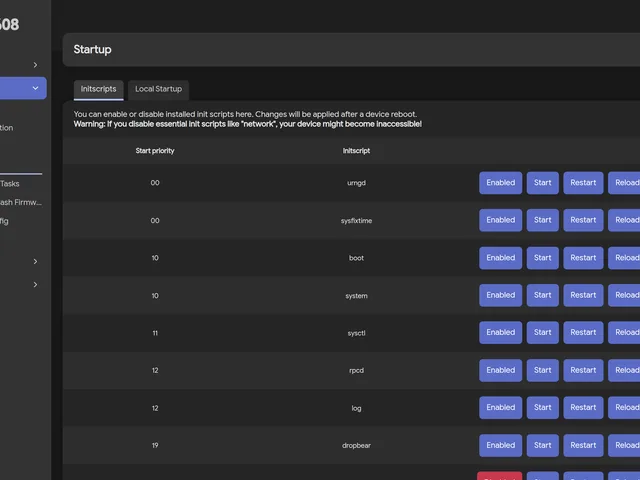 608
Startup
Initscripts Local Startup
You can enable or disable installed init scripts here. Changes will be applied after a device reboot.
Warning: If you disable essential init scripts like "network", your device might become inaccessible!
Start priority Initscript
00 urngd Enabled Start Restart Reload
00 sysfixtime Enabled Start Restart Reload
10 boot Enabled Start Restart Reload
10 system Enabled Start Restart Reload
11 sysctl Enabled Start Restart Reload
12 rpcd Enabled Start Restart Reload
12 log Enabled Start Restart Reload
19 dropbear Enabled Start Restart Reload
tion
Tasks
ash Firmw...
fig